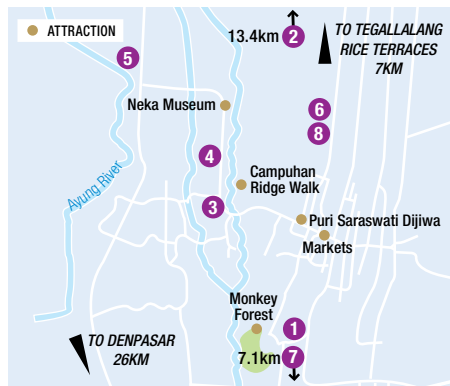 ATTRACTION
13.4km 2
TO TEGALLALANG
RICE TERRACES
7KM
5
Neka Museum
6
8
4
Campuhan
Ridge Walk
Ayung River
3
Puri Saraswati Dijiwa
Markets
Monkey
Forest
1
7.1km 7
TO DENPASAR
26KM